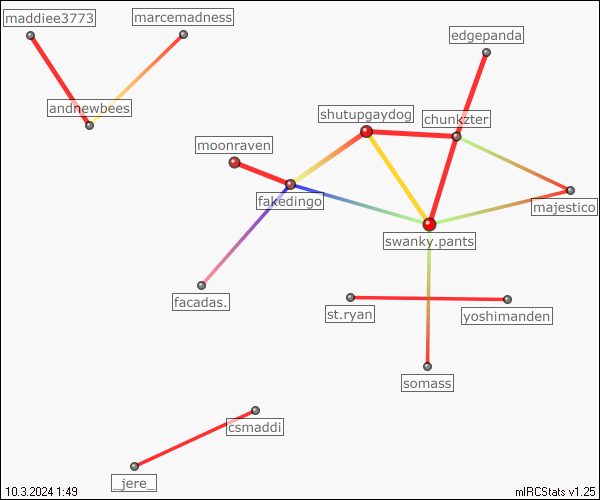 maddiee3773
marcemadness
edgepanda
andnewbees
shutupgaydog
chunkzter
moonraven
fakedingo
majestico
swanky.pants
facadas.
st.ryan
yoshimanden
somass
csmaddi
_jere_
10.3.2024 1:49
mIRCStats v1.25